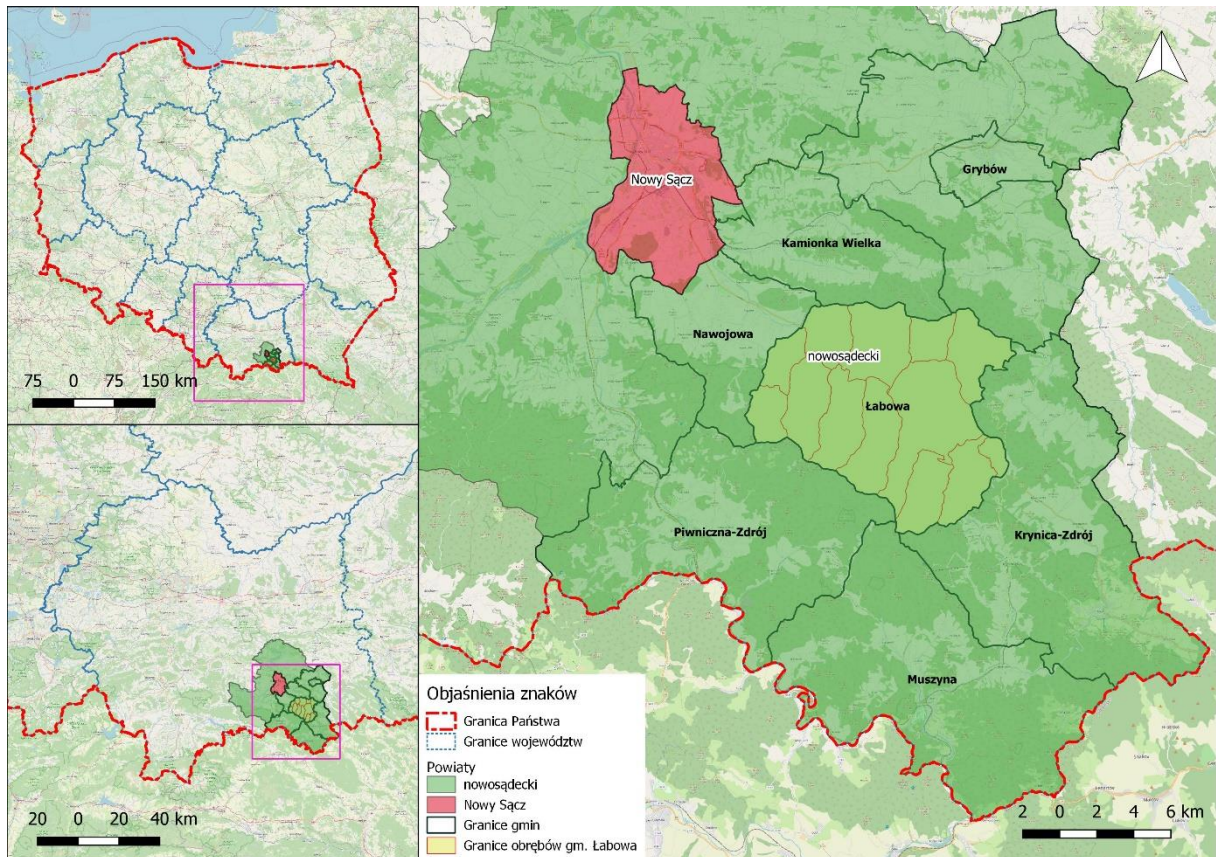 75 0 75 150 km
20 0 20 40 km
Nowy Sącz
Grybów
Kamionka Wielka
Nawojowa
nowosądecki
Łabowa
Piwniczna-Zdrój
Krynica-Zdrój
Muszyna
2 0 2 4 6 km
Objaśnienia znaków
Granica Państwa
Granice województw
Powiaty
nowosądecki
Nowy Sącz
Granice gmin
Granice obrębów gm. Łabowa